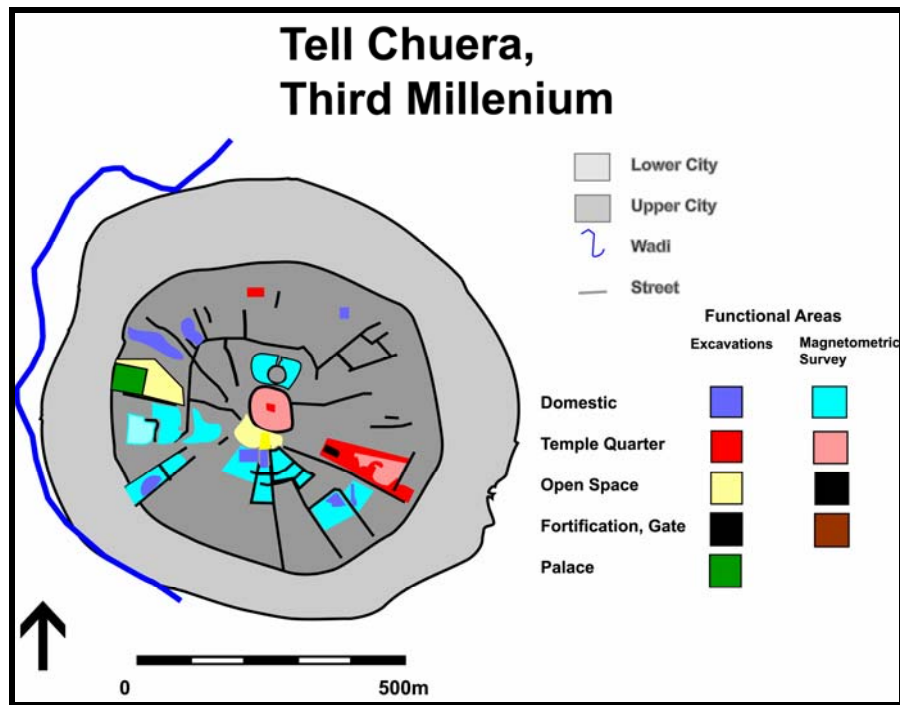 Tell Chuera,
Third Millenium
Lower City
Upper City
Wadi
Street
Functional Areas
Excavations
Magnetometric
Survey
Domestic
Temple Quarter
Open Space
Fortification, Gate
Palace
0 500m